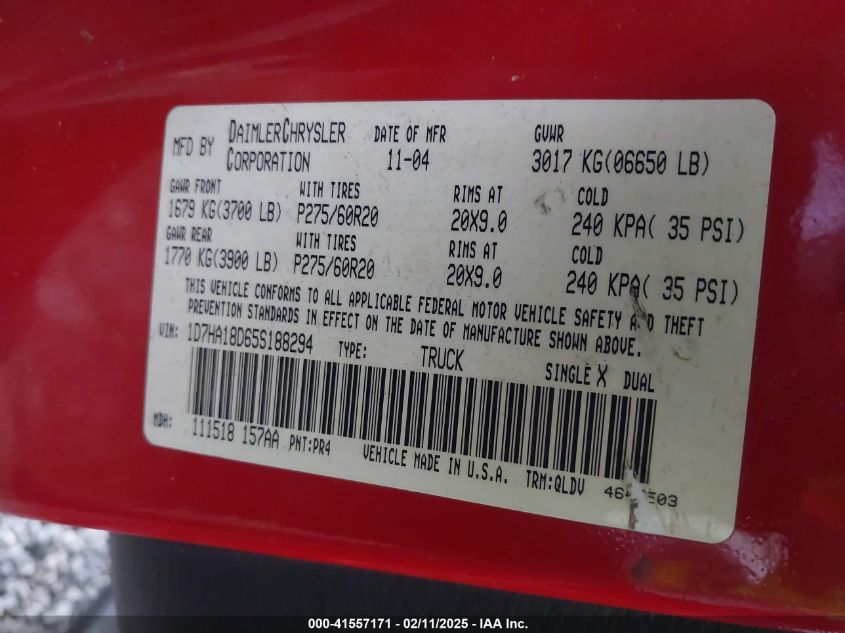 MFD BY DAIMLERCHRYSLER CORPORATION DATE OF MFR 11-04 GVWR 3017 KG(06650 LB)
GAWR FRONT WITH TIRES RIMS AT COLD
1679 KG(3700 LB) P275/60R20 20X9.0 240 KPA( 35 PSI)
GAWR REAR WITH TIRES RIMS AT COLD
1770 KG(3900 LB) P275/60R20 20X9.0 240 KPA( 35 PSI)
THIS VEHICLE CONFORMS TO ALL APPLICABLE FEDERAL MOTOR VEHICLE SAFETY AND THEFT
PREVENTION STANDARDS IN EFFECT ON THE DATE OF MANUFACTURE SHOWN ABOVE.
VIN: 1D7HA18D65S188294 TYPE: TRUCK SINGLE X DUAL
MDH: 111518 157AA PNT:PR4 VEHICLE MADE IN U.S.A. TRM:QLDV
000-41557171 | 02/11/2025 - IAA Inc.